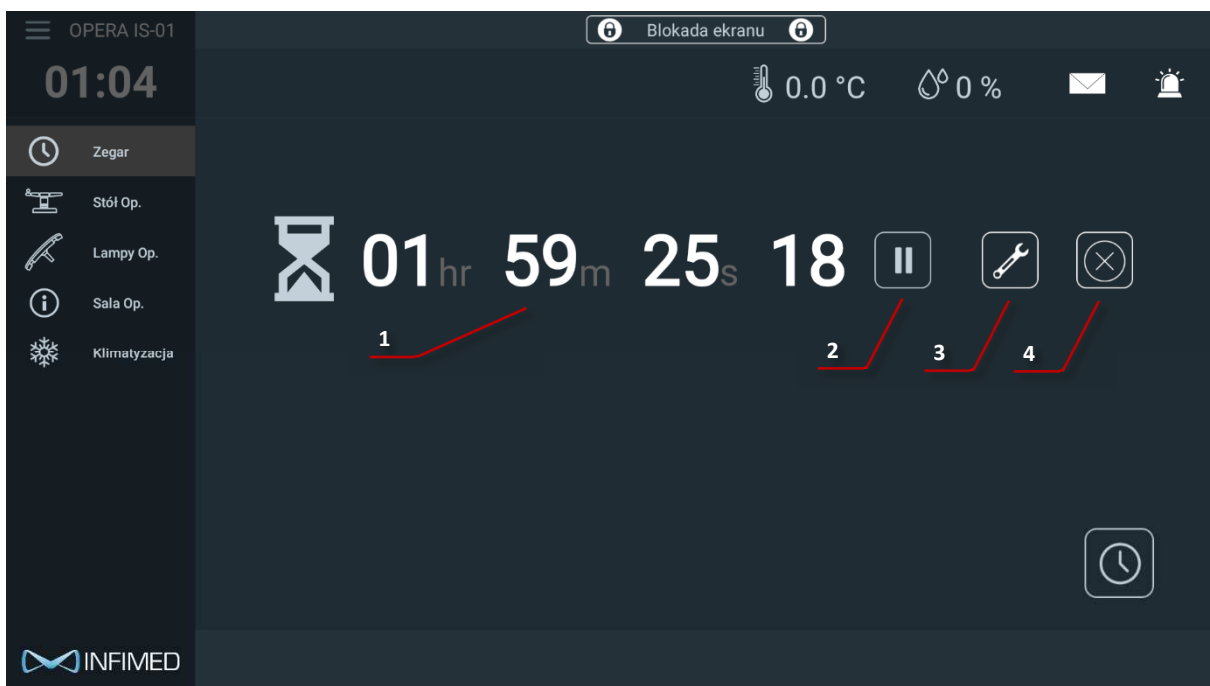 OPERA IS-01
Blokada ekranu
01:04
0.0 °C
0 %
Zegar
Stół Op.
Lampy Op.
Sala Op.
Klimatyzacja
01hr 59m 25s 18
1
2
3
4
INFIMED